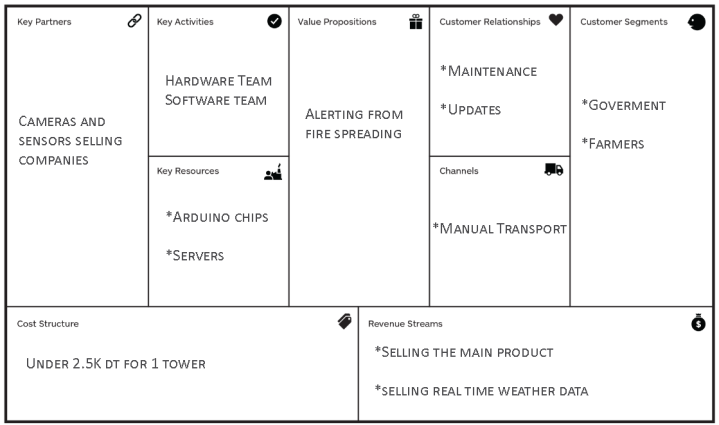 Key Partners
CAMERAS AND
SENSORS SELLING
COMPANIES
Key Activities
HARDWARE TEAM
SOFTWARE TEAM
Key Resources
*ARDUINO CHIPS
*SERVERS
Value Propositions
ALERTING FROM
FIRE SPREADING
Customer Relationships
*MAINTENANCE
*UPDATES
Channels
*MANUAL TRANSPORT
Customer Segments
*GOVERMENT
*FARMERS
Cost Structure
UNDER 2.5K DT FOR 1 TOWER
Revenue Streams
$
*SELLING THE MAIN PRODUCT
*SELLING REAL TIME WEATHER DATA